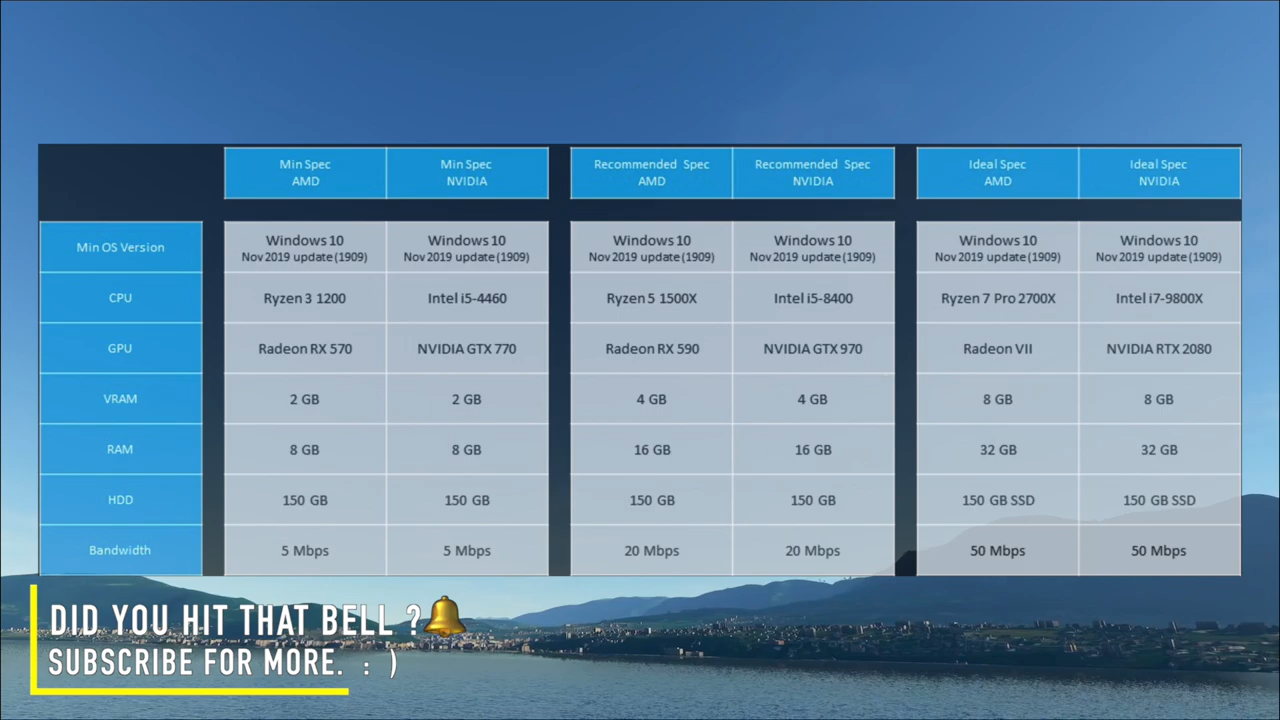 Min Spec AMD Min Spec NVIDIA Recommended Spec AMD Recommended Spec NVIDIA Ideal Spec AMD Ideal Spec NVIDIA
Min OS Version Windows 10 Nov 2019 update (1909) Windows 10 Nov 2019 update (1909) Windows 10 Nov 2019 update (1909) Windows 10 Nov 2019 update (1909) Windows 10 Nov 2019 update (1909) Windows 10 Nov 2019 update (1909)
CPU Ryzen 3 1200 Intel i5-4460 Ryzen 5 1500X Intel i5-8400 Ryzen 7 Pro 2700X Intel i7-9800X
GPU Radeon RX 570 NVIDIA GTX 770 Radeon RX 590 NVIDIA GTX 970 Radeon VII NVIDIA RTX 2080
VRAM 2 GB 2 GB 4 GB 4 GB 8 GB 8 GB
RAM 8 GB 8 GB 16 GB 16 GB 32 GB 32 GB
HDD 150 GB 150 GB 150 GB 150 GB 150 GB SSD 150 GB SSD
Bandwidth 5 Mbps 5 Mbps 20 Mbps 20 Mbps 50 Mbps 50 Mbps
DID YOU HIT THAT BELL ?🔔
SUBSCRIBE FOR MORE. : )